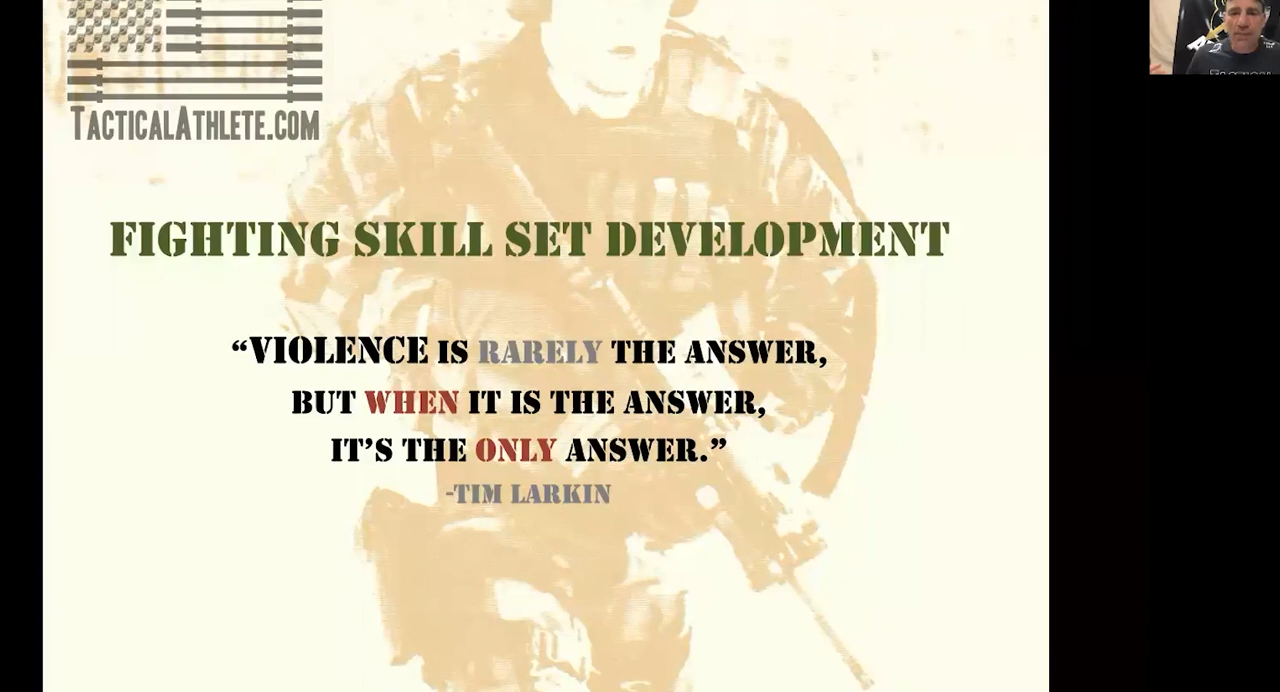 TACTICALATHLETE.COM
FIGHTING SKILL SET DEVELOPMENT
“VIOLENCE IS RARELY THE ANSWER,
BUT WHEN IT IS THE ANSWER,
IT’S THE ONLY ANSWER.”
-TIM LARKIN